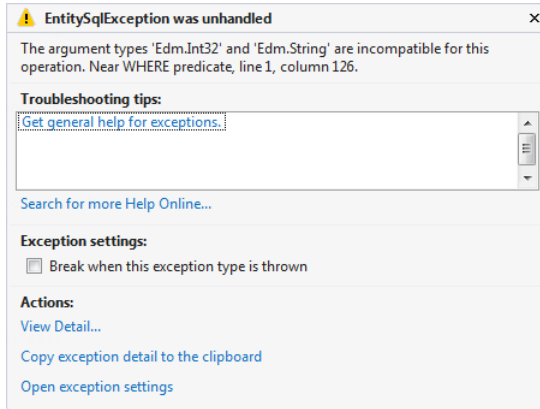 EntitySqlException was unhandled
The argument types 'Edm.Int32' and 'Edm.String' are incompatible for this
operation. Near WHERE predicate, line 1, column 126.
Troubleshooting tips:
Get general help for exceptions.
Search for more Help Online...
Exception settings:
Break when this exception type is thrown
Actions:
View Detail...
Copy exception detail to the clipboard
Open exception settings